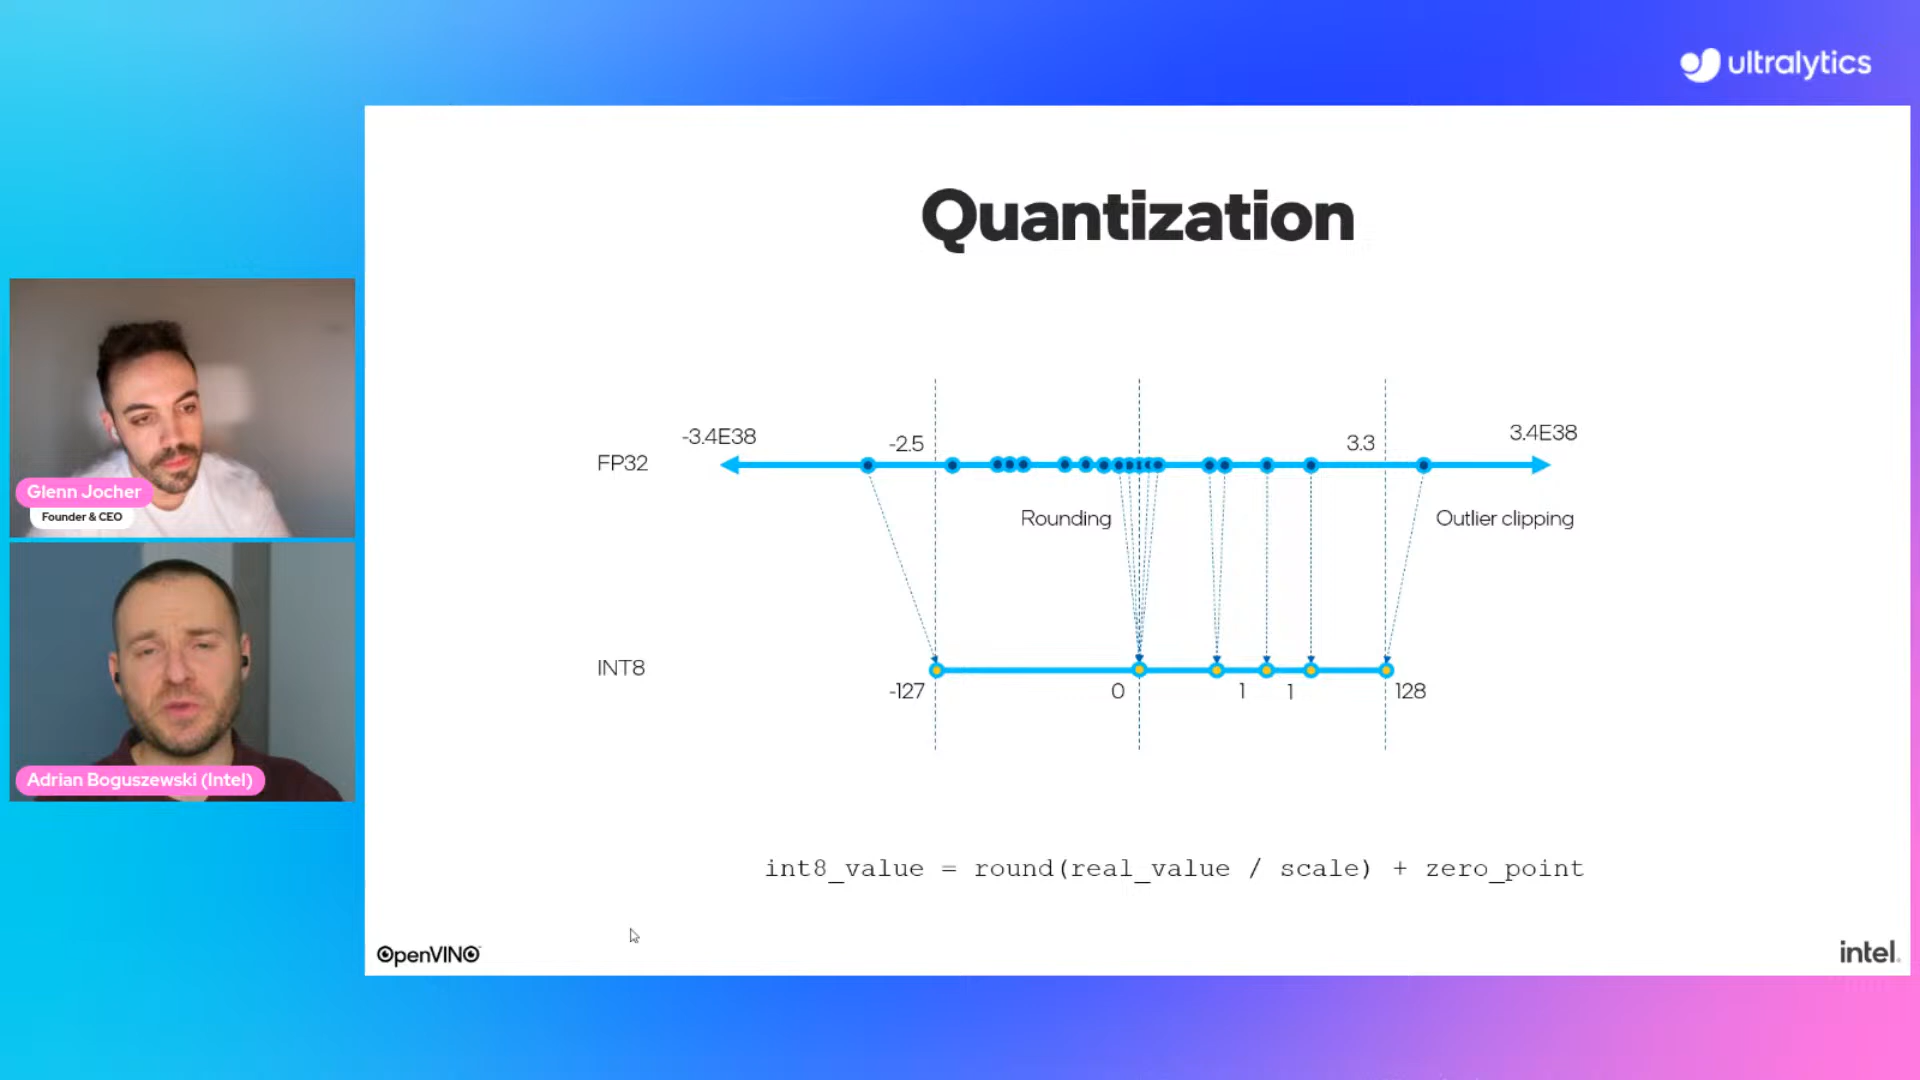 ultralytics
Quantization
-3.4E38
-2.5
3.3
3.4E38
FP32
Rounding
Outlier clipping
INT8
-127
0
1
1
128
int8_value = round(real_value / scale) + zero_point
OpenVINO
intel.
Glenn Jocher
Founder & CEO
Adrian Boguszewski (Intel)